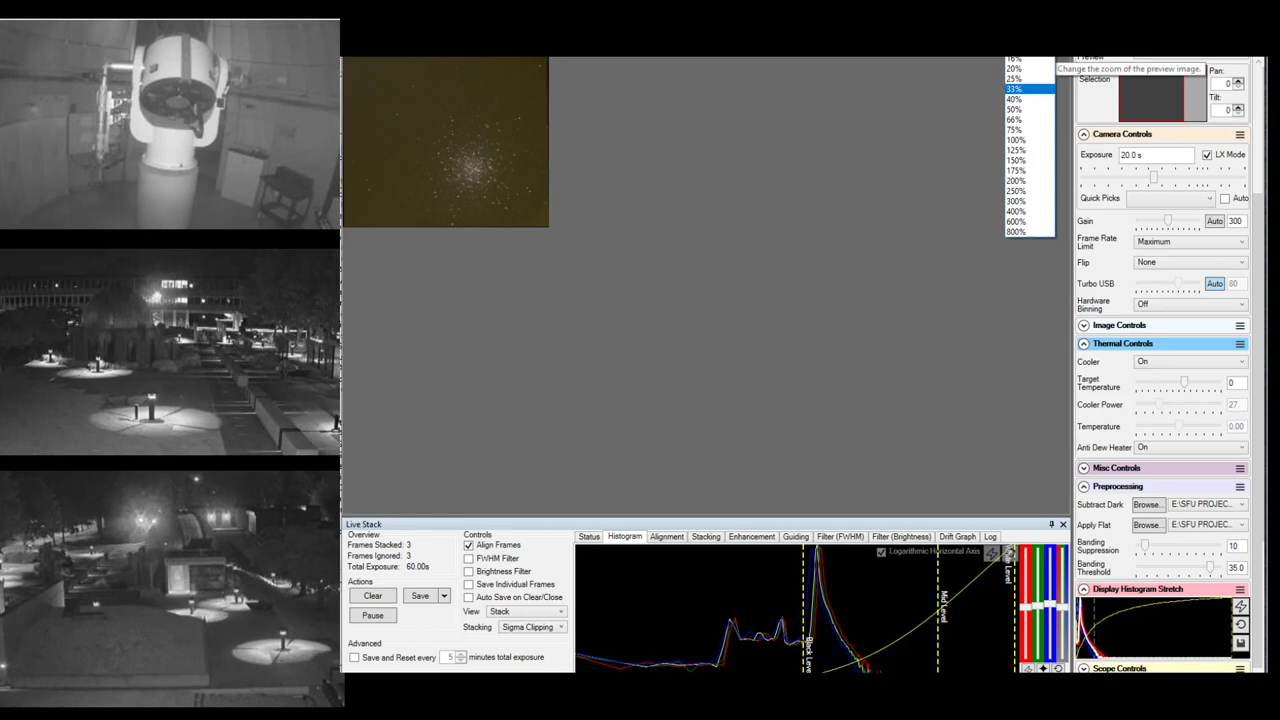 16%
20%
25%
33%
40%
50%
66%
75%
100%
125%
150%
175%
200%
250%
300%
400%
600%
800%
Change the zoom of the preview image.
Preview
Selection
Pan:
0
Tilt:
0
Camera Controls
Exposure 20.0 s LX Mode
Quick Picks Auto
Gain Auto 300
Frame Rate
Limit
Maximum
Flip None
Turbo USB Auto 80
Hardware
Binning
Off
Image Controls
Thermal Controls
Cooler On
Target
Temperature
0
Cooler Power 27
Temperature 0.00
Anti Dew Heater On
Misc Controls
Preprocessing
Subtract Dark Browse... E:\SFU PROJEC...
Apply Flat Browse... E:\SFU PROJEC...
Banding
Suppression
10
Banding
Threshold
35.0
Display Histogram Stretch
Scope Controls
Live Stack
Overview
Frames Stacked: 3
Frames Ignored: 3
Total Exposure: 60.00s
Actions
Clear Save
Pause
Advanced
Save and Reset every 5 minutes total exposure
Controls
Align Frames
FWHM Filter
Brightness Filter
Save Individual Frames
Auto Save on Clear/Close
View Stack
Stacking Sigma Clipping
Status Histogram Alignment Stacking Enhancement Guiding Filter (FWHM) Filter (Brightness) Drift Graph Log
Logarithmic Horizontal Axis
Black Level
Mid Level
Level